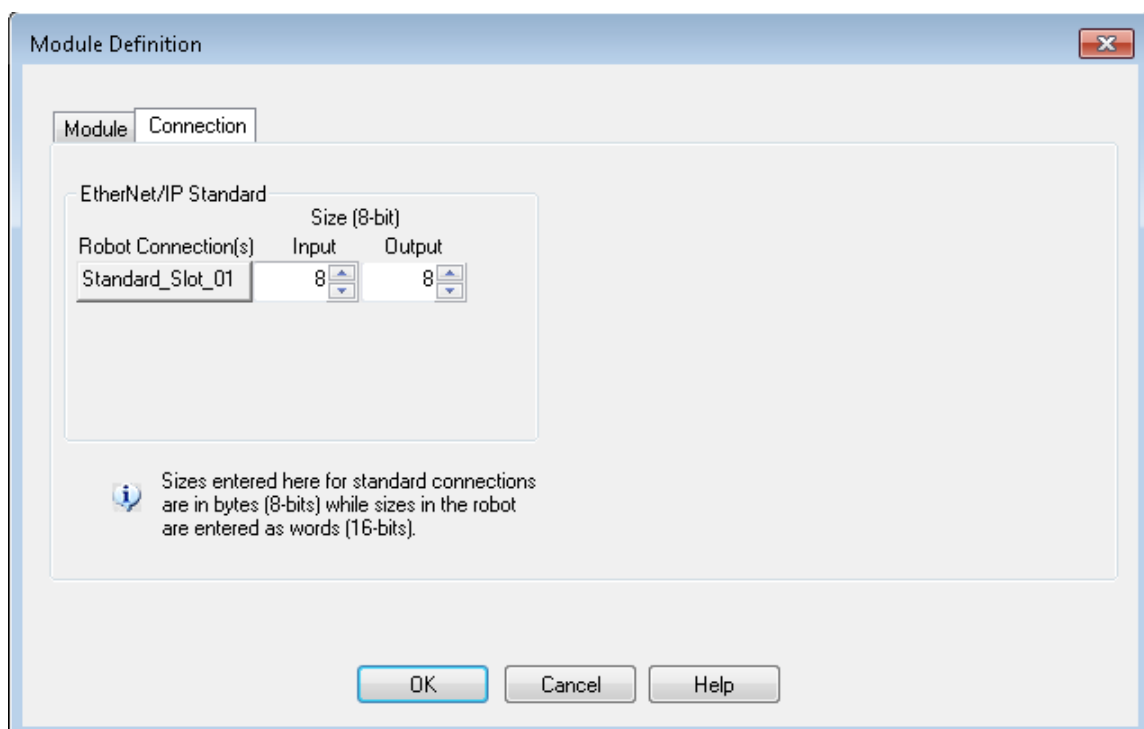 Module Definition
Module Connection
EtherNet/IP Standard
Size (8-bit)
Robot Connection(s) Input Output
Standard_Slot_01 8 8
Sizes entered here for standard connections
are in bytes (8-bits) while sizes in the robot
are entered as words (16-bits).
OK Cancel Help